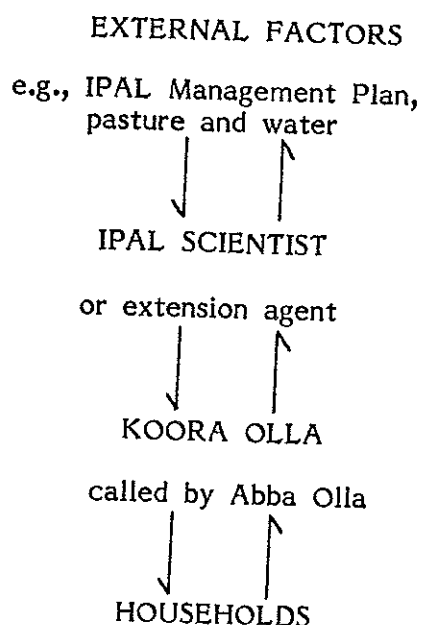 EXTERNAL FACTORS
e.g., IPAL Management Plan,
pasture and water
IPAL SCIENTIST
or extension agent
KOORA OLLA
called by Abba Olla
HOUSEHOLDS